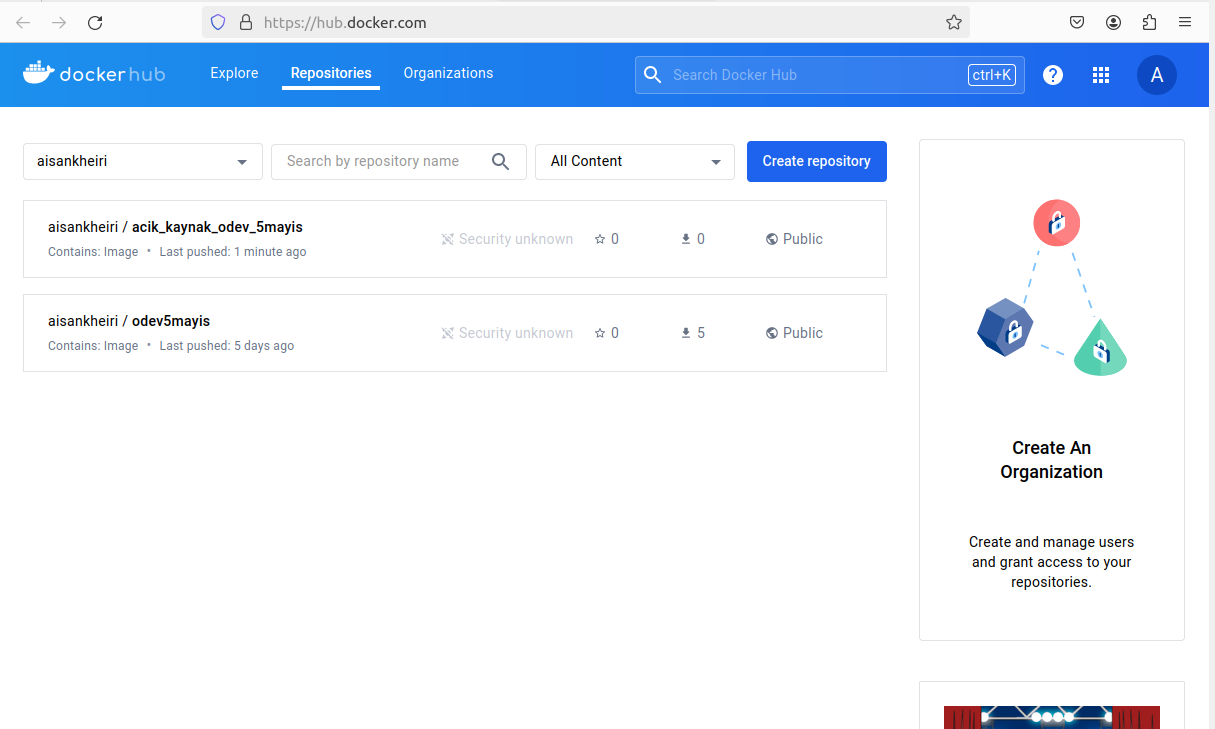 https://hub.docker.com
dockerhub Explore Repositories Organizations Search Docker Hub ctrl+K ? A
aisankheiri Search by repository name All Content Create repository
aisankheiri / acik_kaynak_odev_5mayis
Contains: Image • Last pushed: 1 minute ago
Security unknown 0 0 Public
aisankheiri / odev5mayis
Contains: Image • Last pushed: 5 days ago
Security unknown 0 5 Public
Create An
Organization
Create and manage users
and grant access to your
repositories.